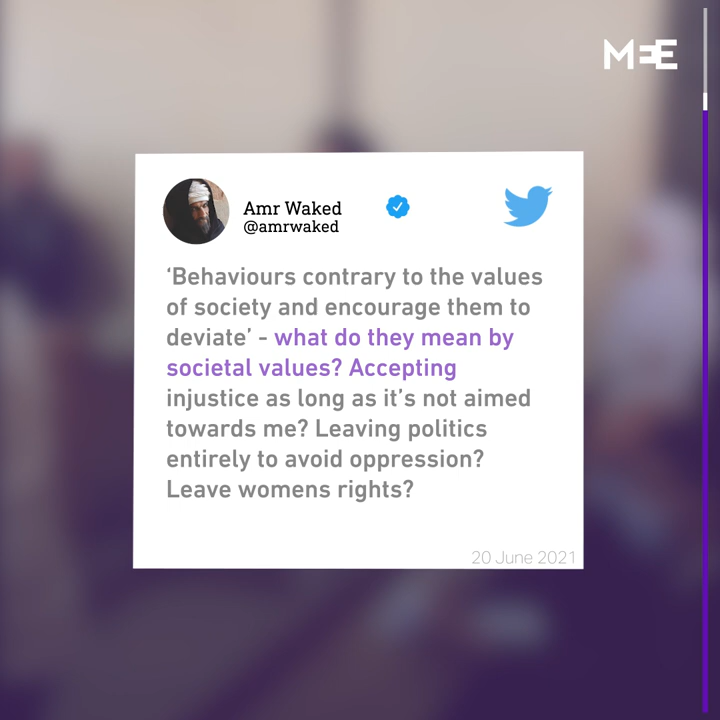 MEE
Amr Waked
@amrwaked
‘Behaviours contrary to the values
of society and encourage them to
deviate’ - what do they mean by
societal values? Accepting
injustice as long as it’s not aimed
towards me? Leaving politics
entirely to avoid oppression?
Leave womens rights?
20 June 2021